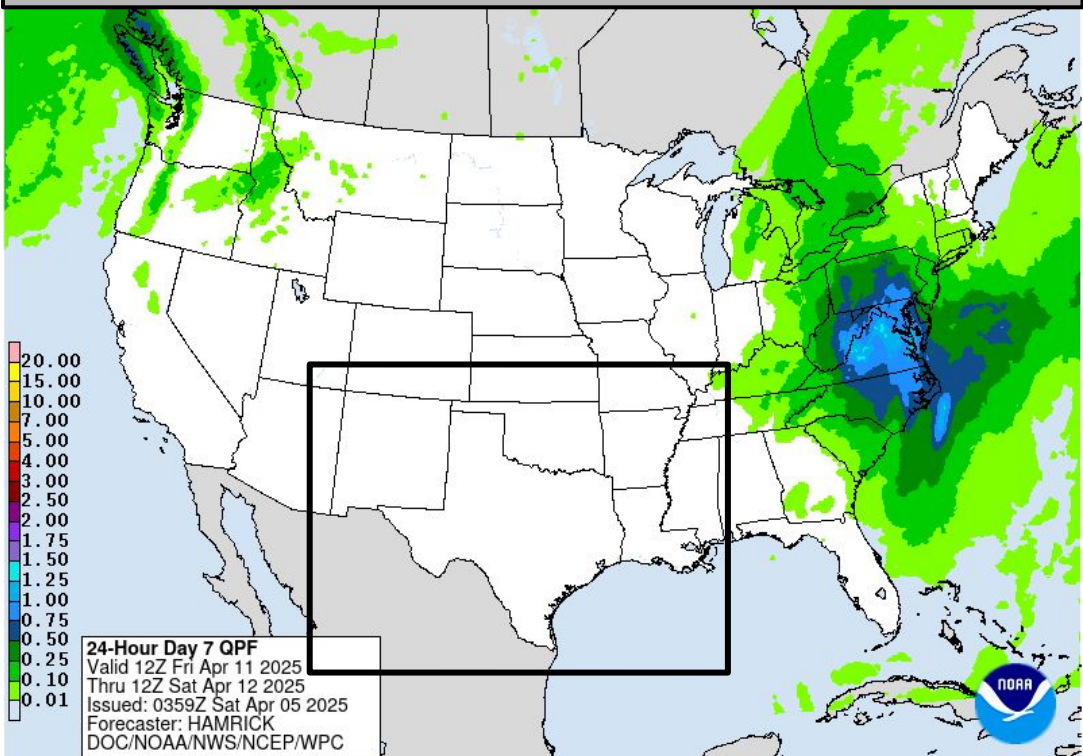 20.00
15.00
10.00
7.00
5.00
4.00
3.00
2.50
2.00
1.75
1.50
1.25
1.00
0.75
0.50
0.25
0.10
0.01
24-Hour Day 7 QPF
Valid 12Z Fri Apr 11 2025
Thru 12Z Sat Apr 12 2025
Issued: 0359Z Sat Apr 05 2025
Forecaster: HAMRICK
DOC/NOAA/NWS/NCEP/WPC
NOAA